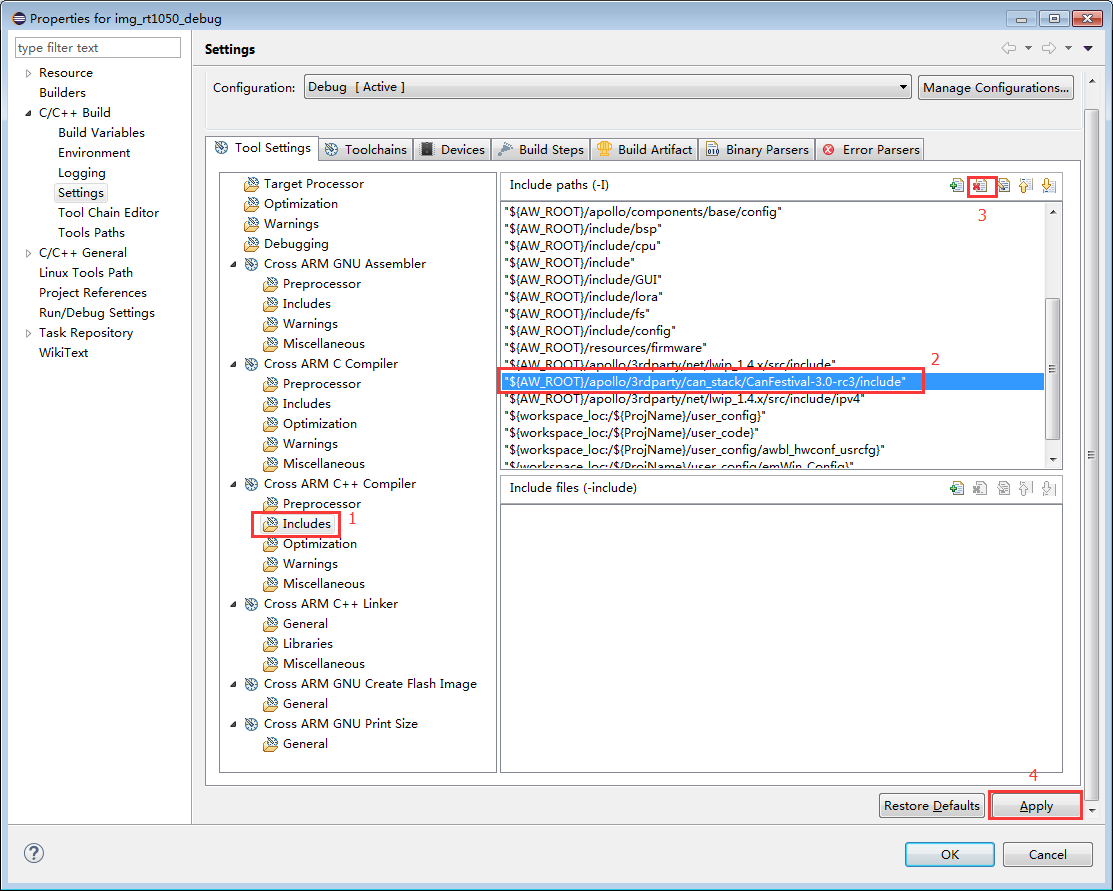 Properties for img_rt1050_debug
type filter text
Resource
Builders
C/C++ Build
Build Variables
Environment
Logging
Settings
Tool Chain Editor
Tools Paths
C/C++ General
Linux Tools Path
Project References
Run/Debug Settings
Task Repository
WikiText
Settings
Configuration:
Debug [ Active ]
Manage Configurations...
Tool Settings
Toolchains
Devices
Build Steps
Build Artifact
Binary Parsers
Error Parsers
Target Processor
Optimization
Warnings
Debugging
Cross ARM GNU Assembler
Preprocessor
Includes
Warnings
Miscellaneous
Cross ARM C Compiler
Preprocessor
Includes
Optimization
Warnings
Miscellaneous
Cross ARM C++ Compiler
Preprocessor
Includes
1
Optimization
Warnings
Miscellaneous
Cross ARM C++ Linker
General
Libraries
Miscellaneous
Cross ARM GNU Create Flash Image
General
Cross ARM GNU Print Size
General
Include paths (-I)
3
"${AW_ROOT}/apollo/components/base/config"
"${AW_ROOT}/include/bsp"
"${AW_ROOT}/include/cpu"
"${AW_ROOT}/include"
"${AW_ROOT}/include/GUI"
"${AW_ROOT}/include/lora"
"${AW_ROOT}/include/fs"
"${AW_ROOT}/include/config"
"${AW_ROOT}/resources/firmware"
"${AW_ROOT}/apollo/3rdparty/net/lwip_1.4.x/src/include"
2
"${AW_ROOT}/apollo/3rdparty/can_stack/CanFestival-3.0-rc3/include"
"${AW_ROOT}/apollo/3rdparty/net/lwip_1.4.x/src/include/ipv4"
"${workspace_loc:/${ProjName}/user_config}"
"${workspace_loc:/${ProjName}/user_code}"
"${workspace_loc:/${ProjName}/user_config/awbl_hwconf_usrcfg}"
"${workspace_loc:/${ProjName}/user_config/emWin_Config}"
Include files (-include)
4
Restore Defaults
Apply
OK
Cancel